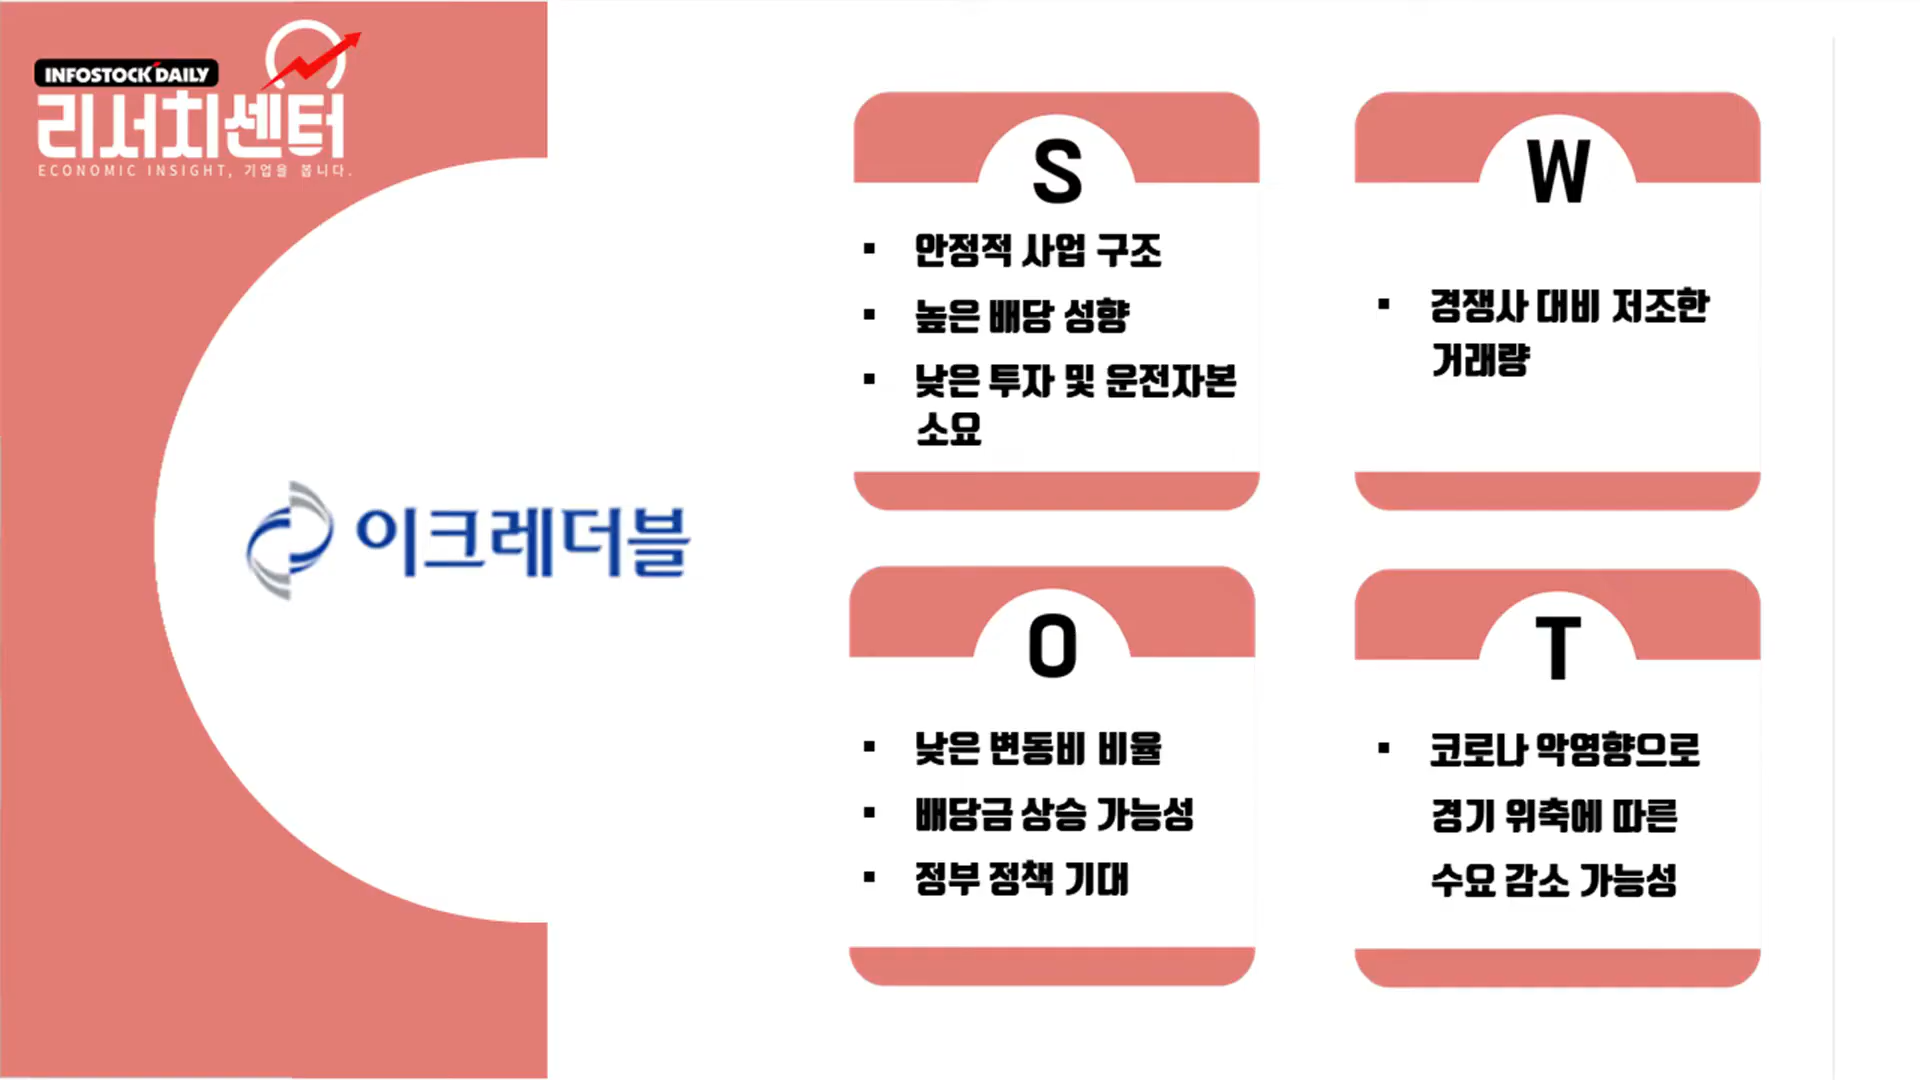 INFOSTOCK DAILY
리서치센터
ECONOMIC INSIGHT, 기업을 봅니다.
이크레더블
S
▪ 안정적 사업 구조
▪ 높은 배당 성향
▪ 낮은 투자 및 운전자본
소요
W
▪ 경쟁사 대비 저조한
거래량
O
▪ 낮은 변동비 비율
▪ 배당금 상승 가능성
▪ 정부 정책 기대
T
▪ 코로나 악영향으로
경기 위축에 따른
수요 감소 가능성